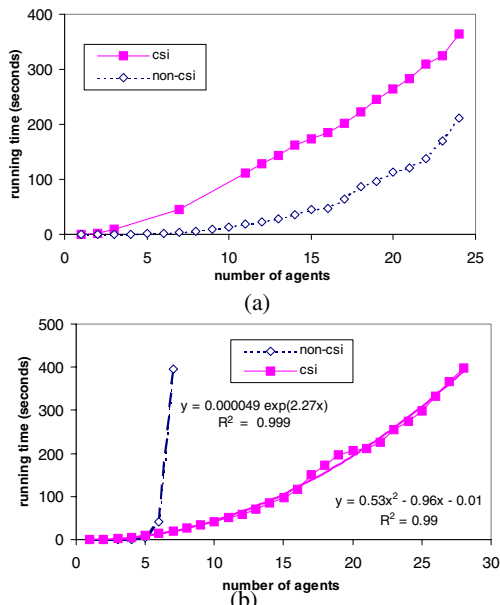 (a)
400
300
200
100
0
running time (seconds)
csi
non-csi
0 5 10 15 20 25
number of agents
(a)
500
400
300
200
100
0
running time (seconds)
non-csi
csi
y = 0.000049 exp(2.27x)
R² = 0.999
y = 0.53x² - 0.96x - 0.01
R² = 0.99
0 5 10 15 20 25 30
number of agents
(b)